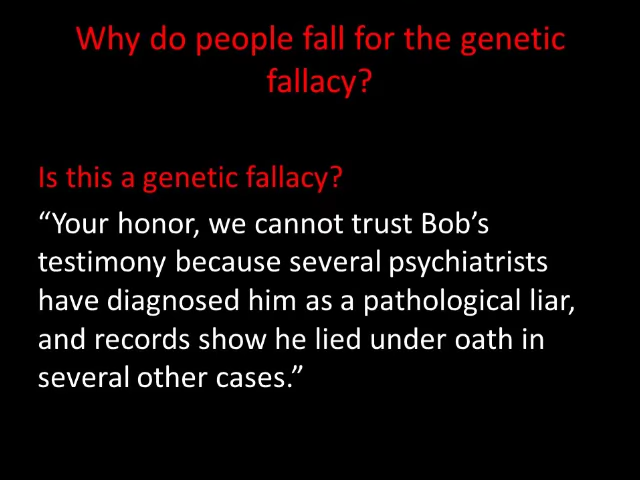 Why do people fall for the genetic
fallacy?
Is this a genetic fallacy?
“Your honor, we cannot trust Bob’s
testimony because several psychiatrists
have diagnosed him as a pathological liar,
and records show he lied under oath in
several other cases.”